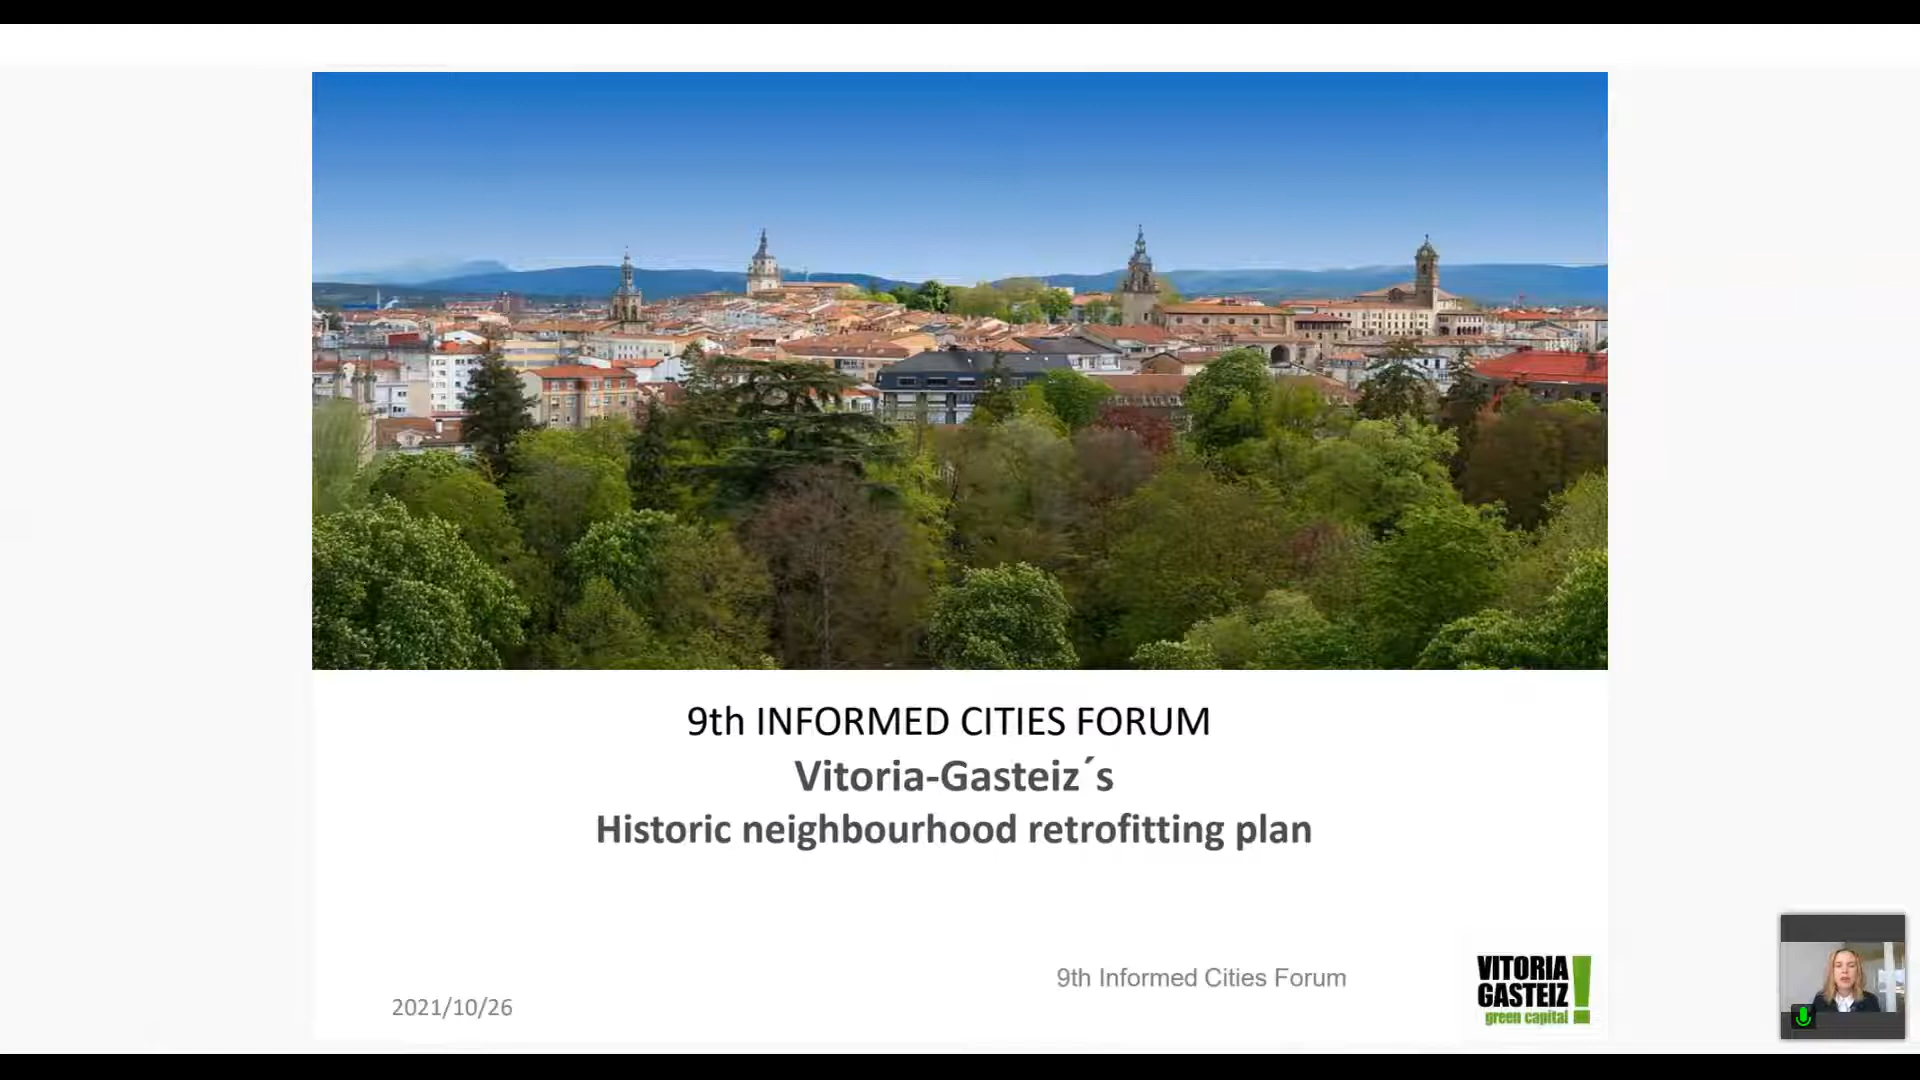 9th INFORMED CITIES FORUM
Vitoria-Gasteiz´s
Historic neighbourhood retrofitting plan
9th Informed Cities Forum
2021/10/26
VITORIA
GASTEIZ!
green capital